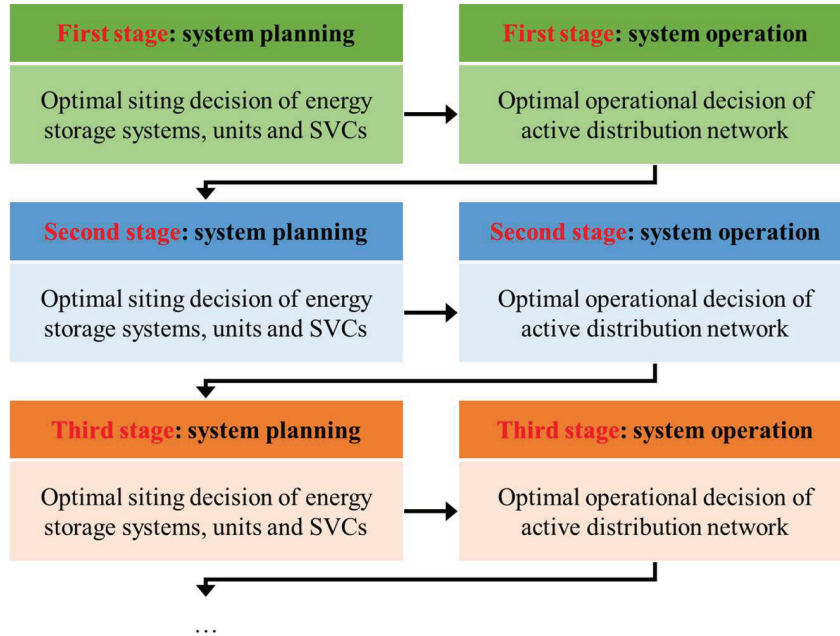 First stage: system planning
First stage: system operation
Optimal siting decision of energy
storage systems, units and SVCs
Optimal operational decision of
active distribution network
Second stage: system planning
Second stage: system operation
Optimal siting decision of energy
storage systems, units and SVCs
Optimal operational decision of
active distribution network
Third stage: system planning
Third stage: system operation
Optimal siting decision of energy
storage systems, units and SVCs
Optimal operational decision of
active distribution network
...